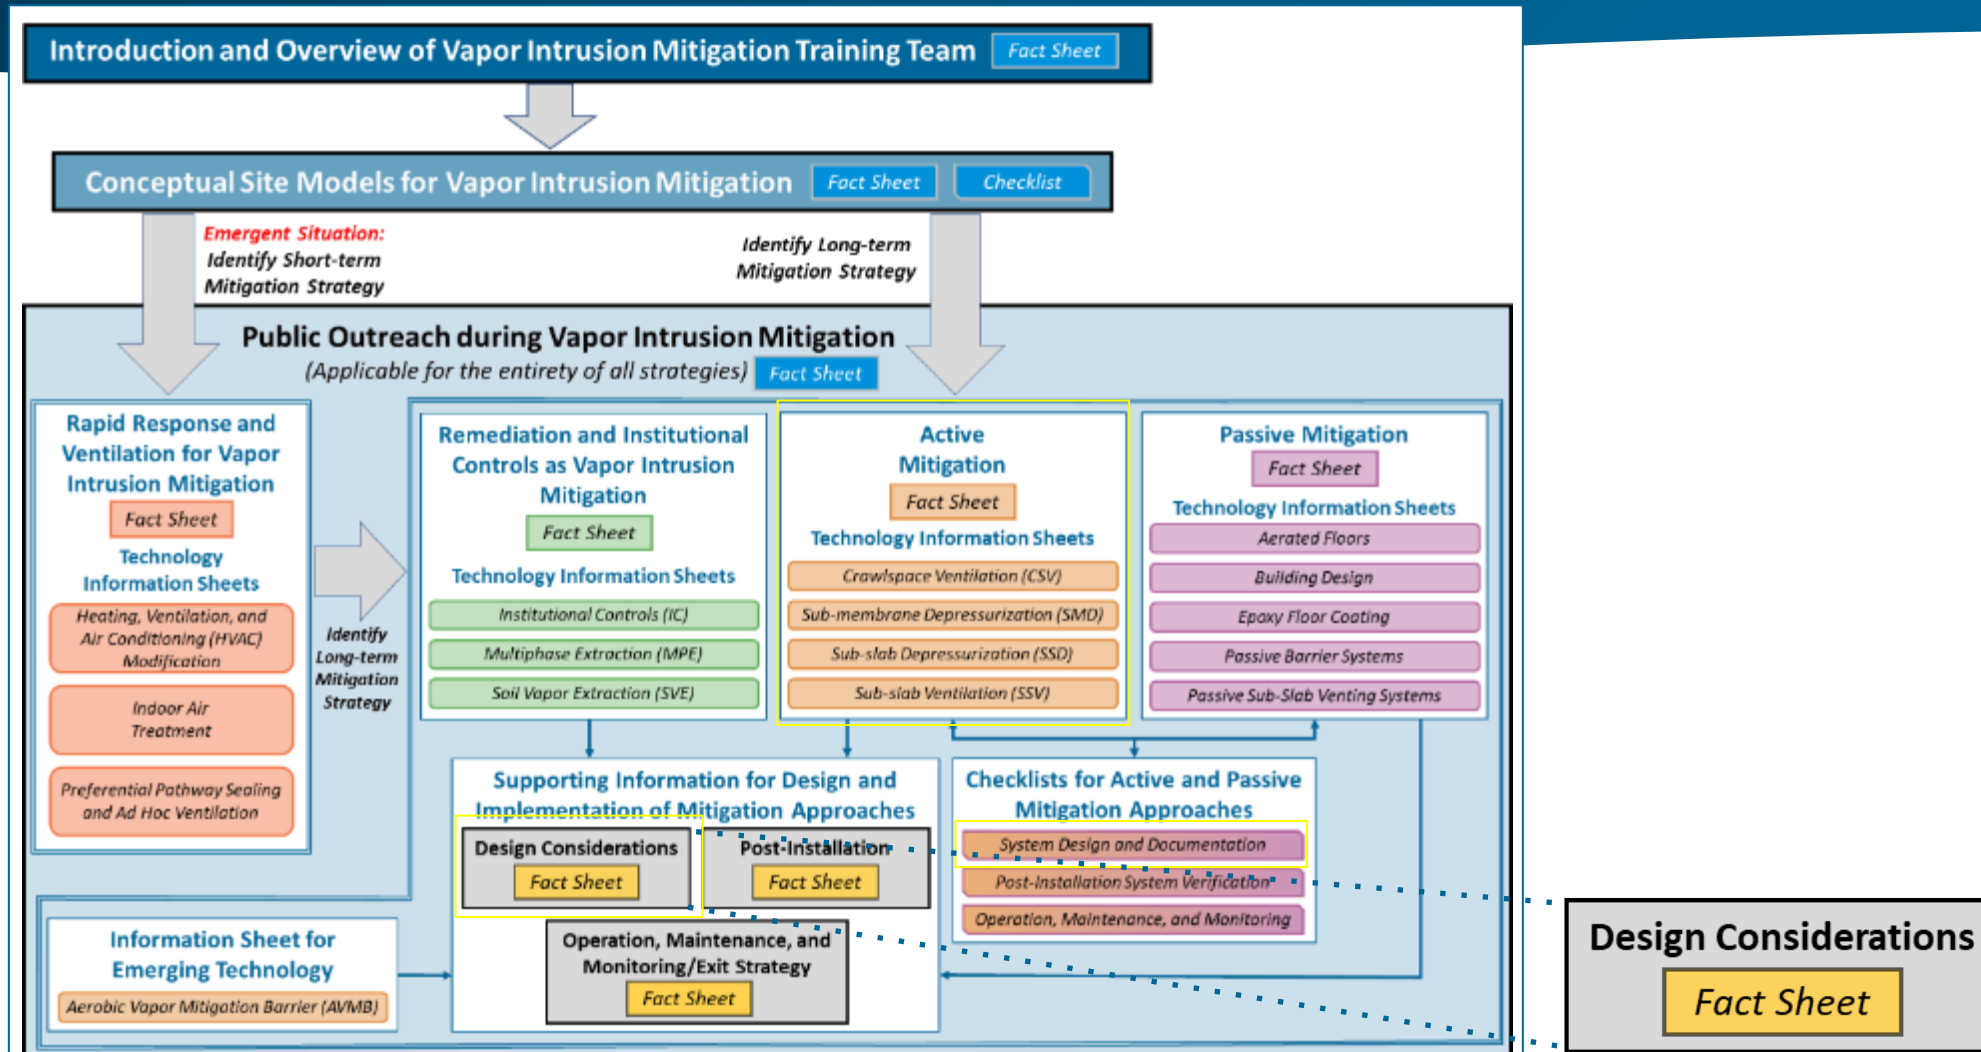 Introduction and Overview of Vapor Intrusion Mitigation Training Team
Fact Sheet
Conceptual Site Models for Vapor Intrusion Mitigation
Fact Sheet
Checklist
Emergent Situation:
Identify Short-term
Mitigation Strategy
Identify Long-term
Mitigation Strategy
Public Outreach during Vapor Intrusion Mitigation
(Applicable for the entirety of all strategies)
Fact Sheet
Rapid Response and
Ventilation for Vapor
Intrusion Mitigation
Fact Sheet
Technology
Information Sheets
Heating, Ventilation, and
Air Conditioning (HVAC)
Modification
Indoor Air
Treatment
Preferential Pathway Sealing
and Ad Hoc Ventilation
Identify
Long-term
Mitigation
Strategy
Remediation and Institutional
Controls as Vapor Intrusion
Mitigation
Fact Sheet
Technology Information Sheets
Institutional Controls (IC)
Multiphase Extraction (MPE)
Soil Vapor Extraction (SVE)
Active
Mitigation
Fact Sheet
Technology Information Sheets
Crawlspace Ventilation (CSV)
Sub-membrane Depressurization (SMD)
Sub-slab Depressurization (SSD)
Sub-slab Ventilation (SSV)
Passive Mitigation
Fact Sheet
Technology Information Sheets
Aerated Floors
Building Design
Epoxy Floor Coating
Passive Barrier Systems
Passive Sub-Slab Venting Systems
Supporting Information for Design and
Implementation of Mitigation Approaches
Design Considerations
Fact Sheet
Post-Installation
Fact Sheet
Operation, Maintenance, and
Monitoring/Exit Strategy
Fact Sheet
Checklists for Active and Passive
Mitigation Approaches
System Design and Documentation
Post-Installation System Verification
Operation, Maintenance, and Monitoring
Information Sheet for
Emerging Technology
Aerobic Vapor Mitigation Barrier (AVMB)
Design Considerations
Fact Sheet